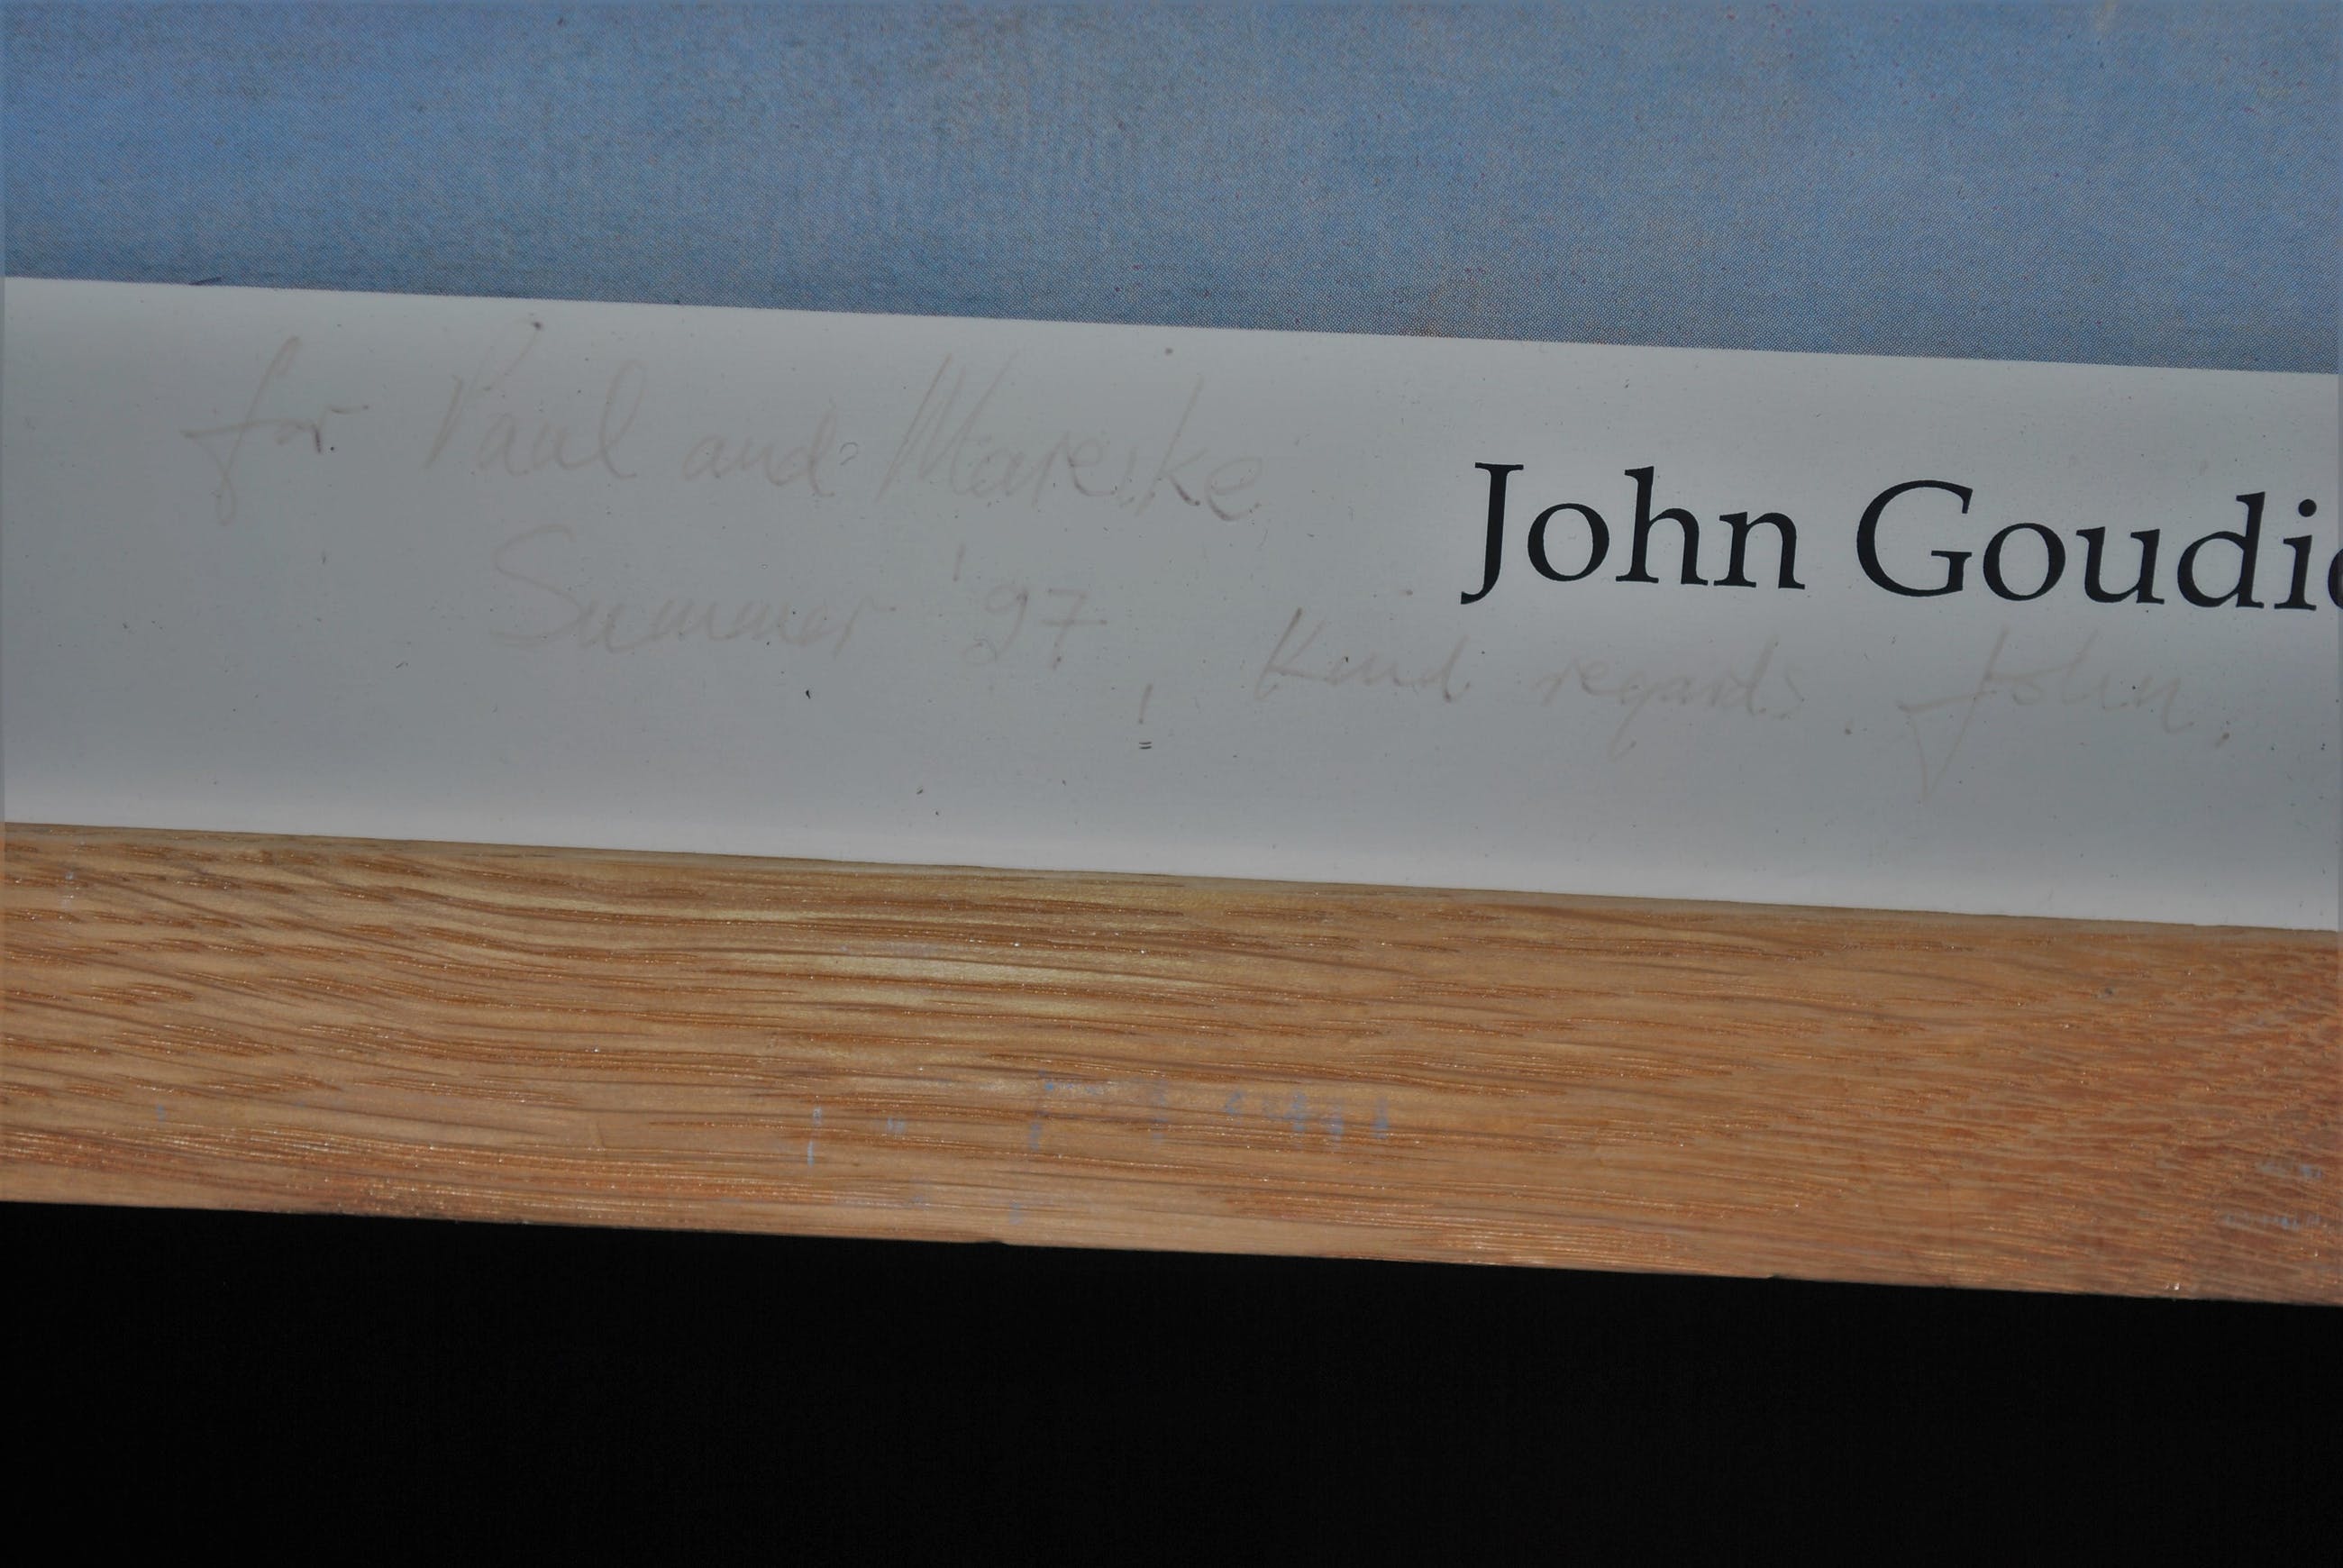 for Paul and Mareike
John Goudie
Summer '97
Kind regards, John.